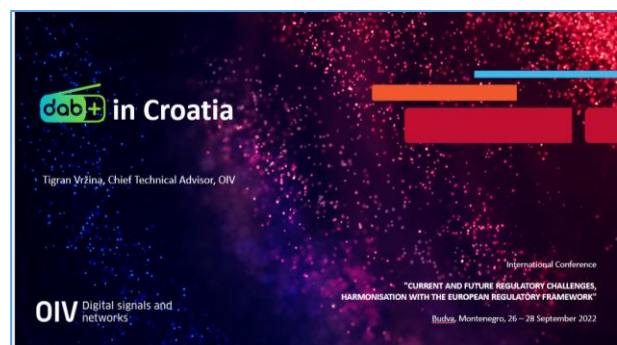 dab+ in Croatia
Tigran Vržina, Chief Technical Advisor, OIV
International Conference
"CURRENT AND FUTURE REGULATORY CHALLENGES,
HARMONISATION WITH THE EUROPEAN REGULATORY FRAMEWORK"
Budva, Montenegro, 26 – 28 September 2022
OIV Digital signals and
networks